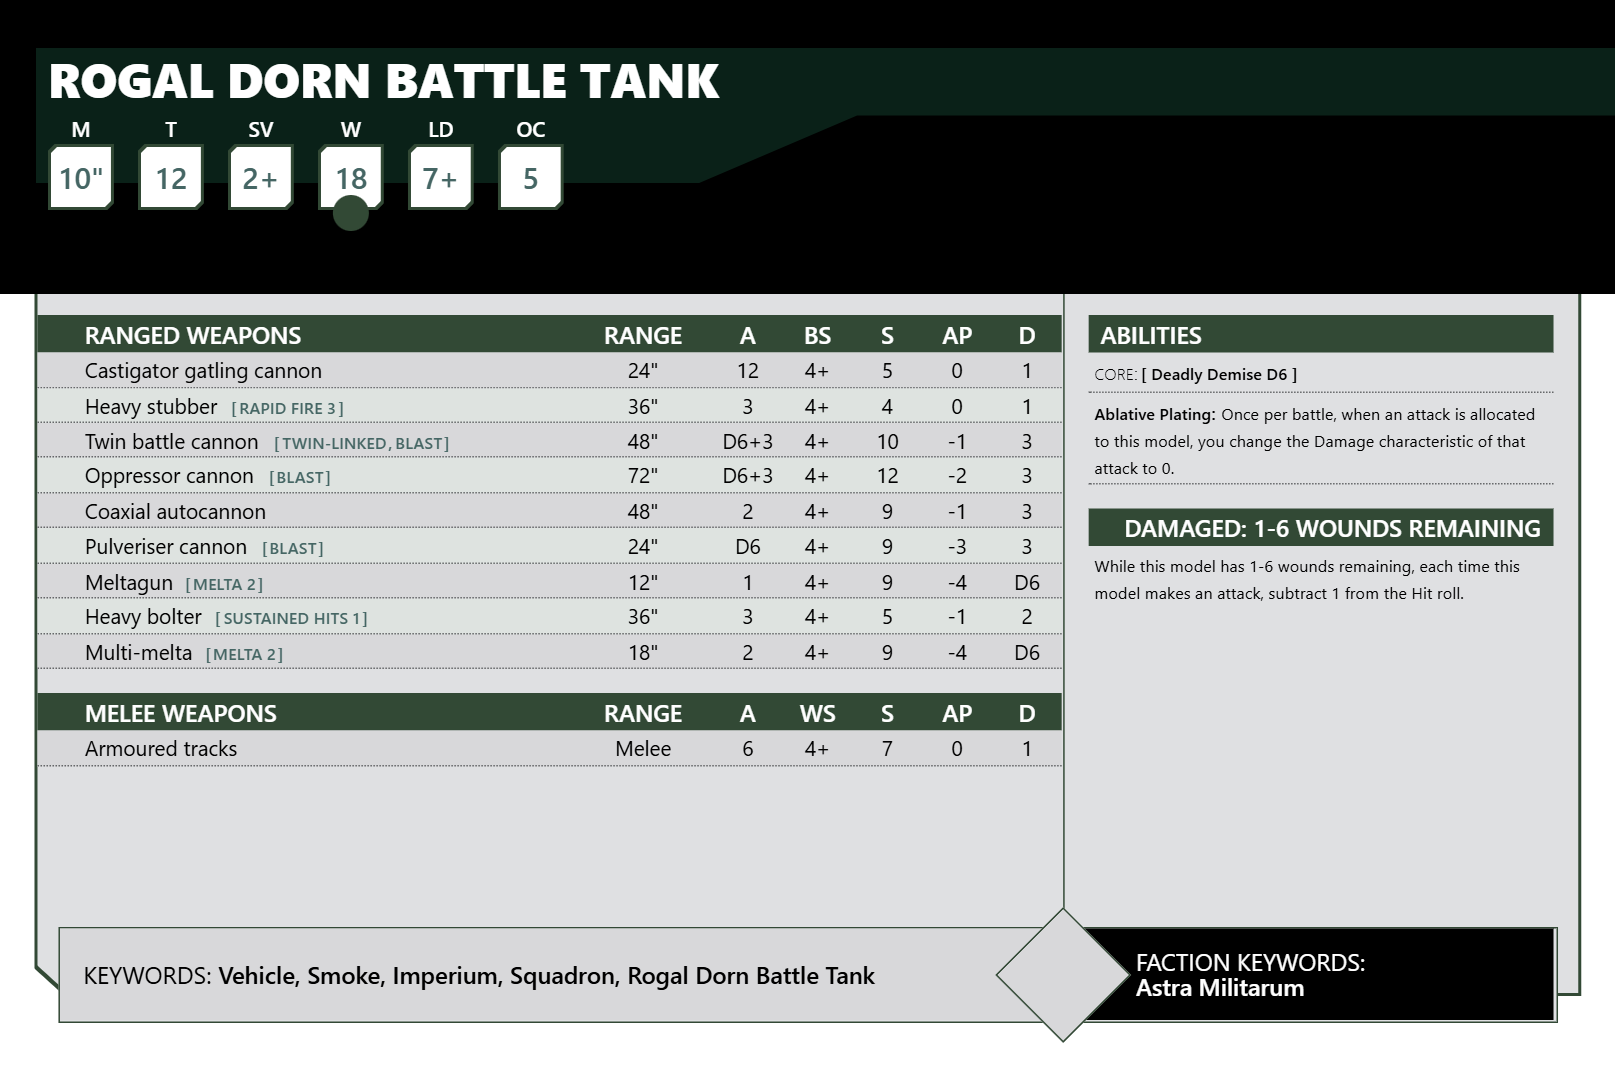 ROGAL DORN BATTLE TANK
M T SV W LD OC
10" 12 2+ 18 7+ 5
RANGED WEAPONS RANGE A BS S AP D
Castigator gatling cannon 24" 12 4+ 5 0 1
Heavy stubber [RAPID FIRE 3] 36" 3 4+ 4 0 1
Twin battle cannon [TWIN-LINKED, BLAST] 48" D6+3 4+ 10 -1 3
Oppressor cannon [BLAST] 72" D6+3 4+ 12 -2 3
Coaxial autocannon 48" 2 4+ 9 -1 3
Pulveriser cannon [BLAST] 24" D6 4+ 9 -3 3
Meltagun [MELTA 2] 12" 1 4+ 9 -4 D6
Heavy bolter [SUSTAINED HITS 1] 36" 3 4+ 5 -1 2
Multi-melta [MELTA 2] 18" 2 4+ 9 -4 D6
MELEE WEAPONS RANGE A WS S AP D
Armoured tracks Melee 6 4+ 7 0 1
ABILITIES
CORE: [ Deadly Demise D6 ]
Ablative Plating: Once per battle, when an attack is allocated
to this model, you change the Damage characteristic of that
attack to 0.
DAMAGED: 1-6 WOUNDS REMAINING
While this model has 1-6 wounds remaining, each time this
model makes an attack, subtract 1 from the Hit roll.
KEYWORDS: Vehicle, Smoke, Imperium, Squadron, Rogal Dorn Battle Tank
FACTION KEYWORDS:
Astra Militarum